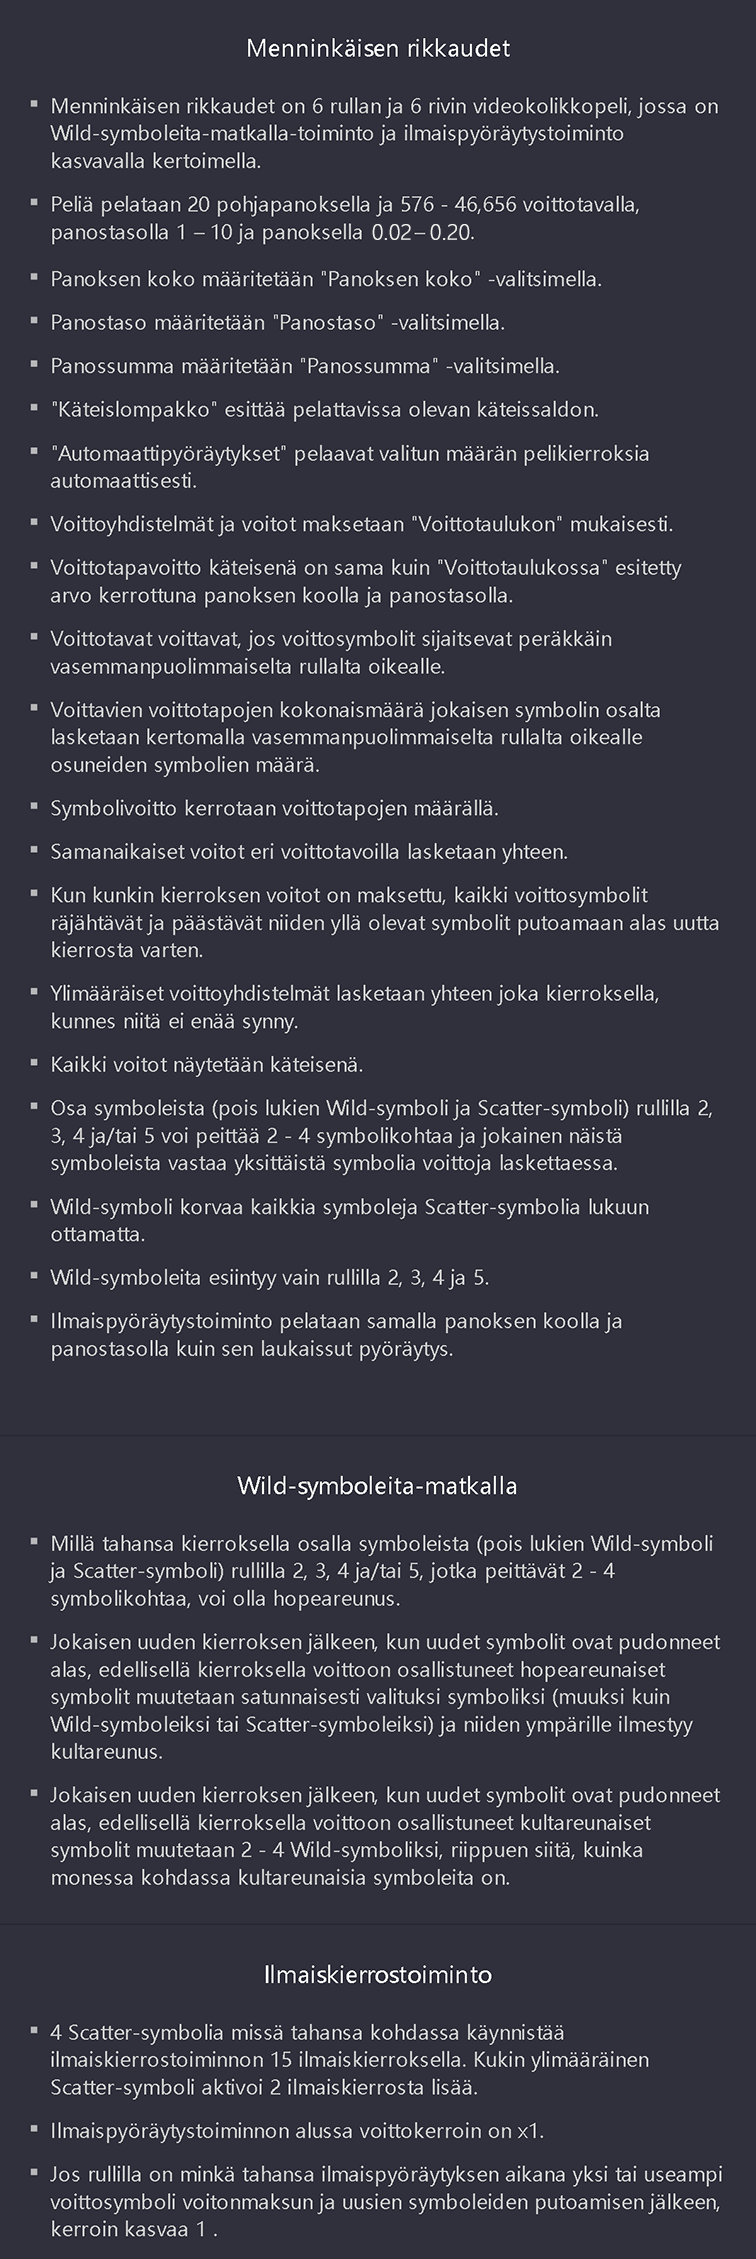 Menninkäisen rikkaudet
▪ Menninkäisen rikkaudet on 6 rullan ja 6 rivin videokolikkopeli, jossa on
Wild-symboleita-matkalla-toiminto ja ilmaispyöräytystoiminto
kasvavalla kertoimella.
▪ Peliä pelataan 20 pohjapanoksella ja 576 - 46,656 voittotavalla,
panostasolla 1 – 10 ja panoksella 0.02– 0.20.
▪ Panoksen koko määritetään "Panoksen koko" -valitsimella.
▪ Panostaso määritetään "Panostaso" -valitsimella.
▪ Panossumma määritetään "Panossumma" -valitsimella.
▪ "Käteislompakko" esittää pelattavissa olevan käteissaldon.
▪ "Automaattipyöräytykset" pelaavat valitun määrän pelikierroksia
automaattisesti.
▪ Voittoyhdistelmät ja voitot maksetaan "Voittotaulukon" mukaisesti.
▪ Voittotapavoitto käteisenä on sama kuin "Voittotaulukossa" esitetty
arvo kerrottuna panoksen koolla ja panostasolla.
▪ Voittotavat voittavat, jos voittosymbolit sijaitsevat peräkkäin
vasemmanpuolimmaiselta rullalta oikealle.
▪ Voittavien voittotapojen kokonaismäärä jokaisen symbolin osalta
lasketaan kertomalla vasemmanpuolimmaiselta rullalta oikealle
osuneiden symbolien määrä.
▪ Symbolivoitto kerrotaan voittotapojen määrällä.
▪ Samanaikaiset voitot eri voittotavoilla lasketaan yhteen.
▪ Kun kunkin kierroksen voitot on maksettu, kaikki voittosymbolit
räjähtävät ja päästävät niiden yllä olevat symbolit putoamaan alas uutta
kierrosta varten.
▪ Ylimääräiset voittoyhdistelmät lasketaan yhteen joka kierroksella,
kunnes niitä ei enää synny.
▪ Kaikki voitot näytetään käteisenä.
▪ Osa symboleista (pois lukien Wild-symboli ja Scatter-symboli) rullilla 2,
3, 4 ja/tai 5 voi peittää 2 - 4 symbolikohtaa ja jokainen näistä
symboleista vastaa yksittäistä symbolia voittoja laskettaessa.
▪ Wild-symboli korvaa kaikkia symboleja Scatter-symbolia lukuun
ottamatta.
▪ Wild-symboleita esiintyy vain rullilla 2, 3, 4 ja 5.
▪ Ilmaispyöräytystoiminto pelataan samalla panoksen koolla ja
panostasolla kuin sen laukaissut pyöräytys.
Wild-symboleita-matkalla
▪ Millä tahansa kierroksella osalla symboleista (pois lukien Wild-symboli
ja Scatter-symboli) rullilla 2, 3, 4 ja/tai 5, jotka peittävät 2 - 4
symbolikohtaa, voi olla hopeareunus.
▪ Jokaisen uuden kierroksen jälkeen, kun uudet symbolit ovat pudonneet
alas, edellisellä kierroksella voittoon osallistuneet hopeareunaiset
symbolit muutetaan satunnaisesti valituksi symboliksi (muuksi kuin
Wild-symboleiksi tai Scatter-symboleiksi) ja niiden ympärille ilmestyy
kultareunus.
▪ Jokaisen uuden kierroksen jälkeen, kun uudet symbolit ovat pudonneet
alas, edellisellä kierroksella voittoon osallistuneet kultareunaiset
symbolit muutetaan 2 - 4 Wild-symboliksi, riippuen siitä, kuinka
monessa kohdassa kultareunaisia symboleita on.
Ilmaiskierrostoiminto
▪ 4 Scatter-symbolia missä tahansa kohdassa käynnistää
ilmaiskierrostoiminnon 15 ilmaiskierroksella. Kukin ylimääräinen
Scatter-symboli aktivoi 2 ilmaiskierrosta lisää.
▪ Ilmaispyöräytystoiminnon alussa voittokerroin on x1.
▪ Jos rullilla on minkä tahansa ilmaispyöräytyksen aikana yksi tai useampi
voittosymboli voitonmaksun ja uusien symboleiden putoamisen jälkeen,
kerroin kasvaa 1 .